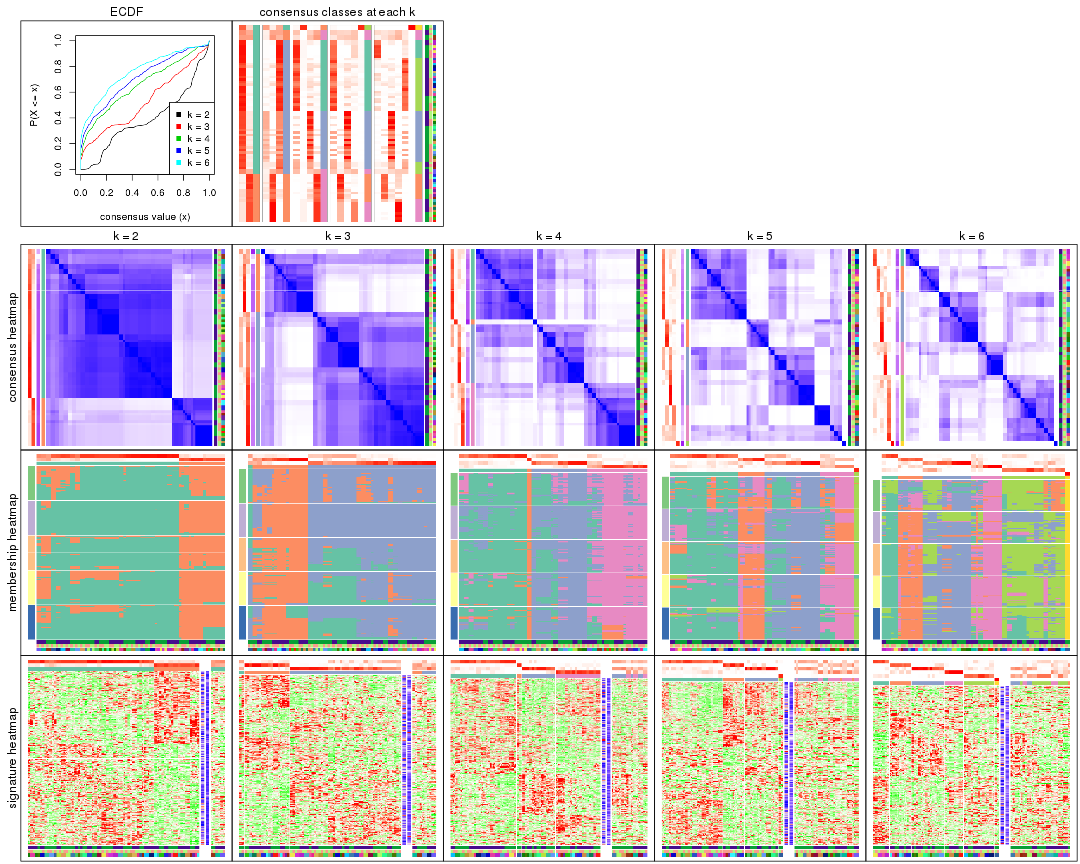 ECDF
consensus classes at each k
P(X <= x)
1.0
0.8
0.6
0.4
0.2
0.0
k = 2
k = 3
k = 4
k = 5
k = 6
0.0 0.2 0.4 0.6 0.8 1.0
consensus value (x)
k = 2 k = 3 k = 4 k = 5 k = 6
consensus heatmap
membership heatmap
signature heatmap